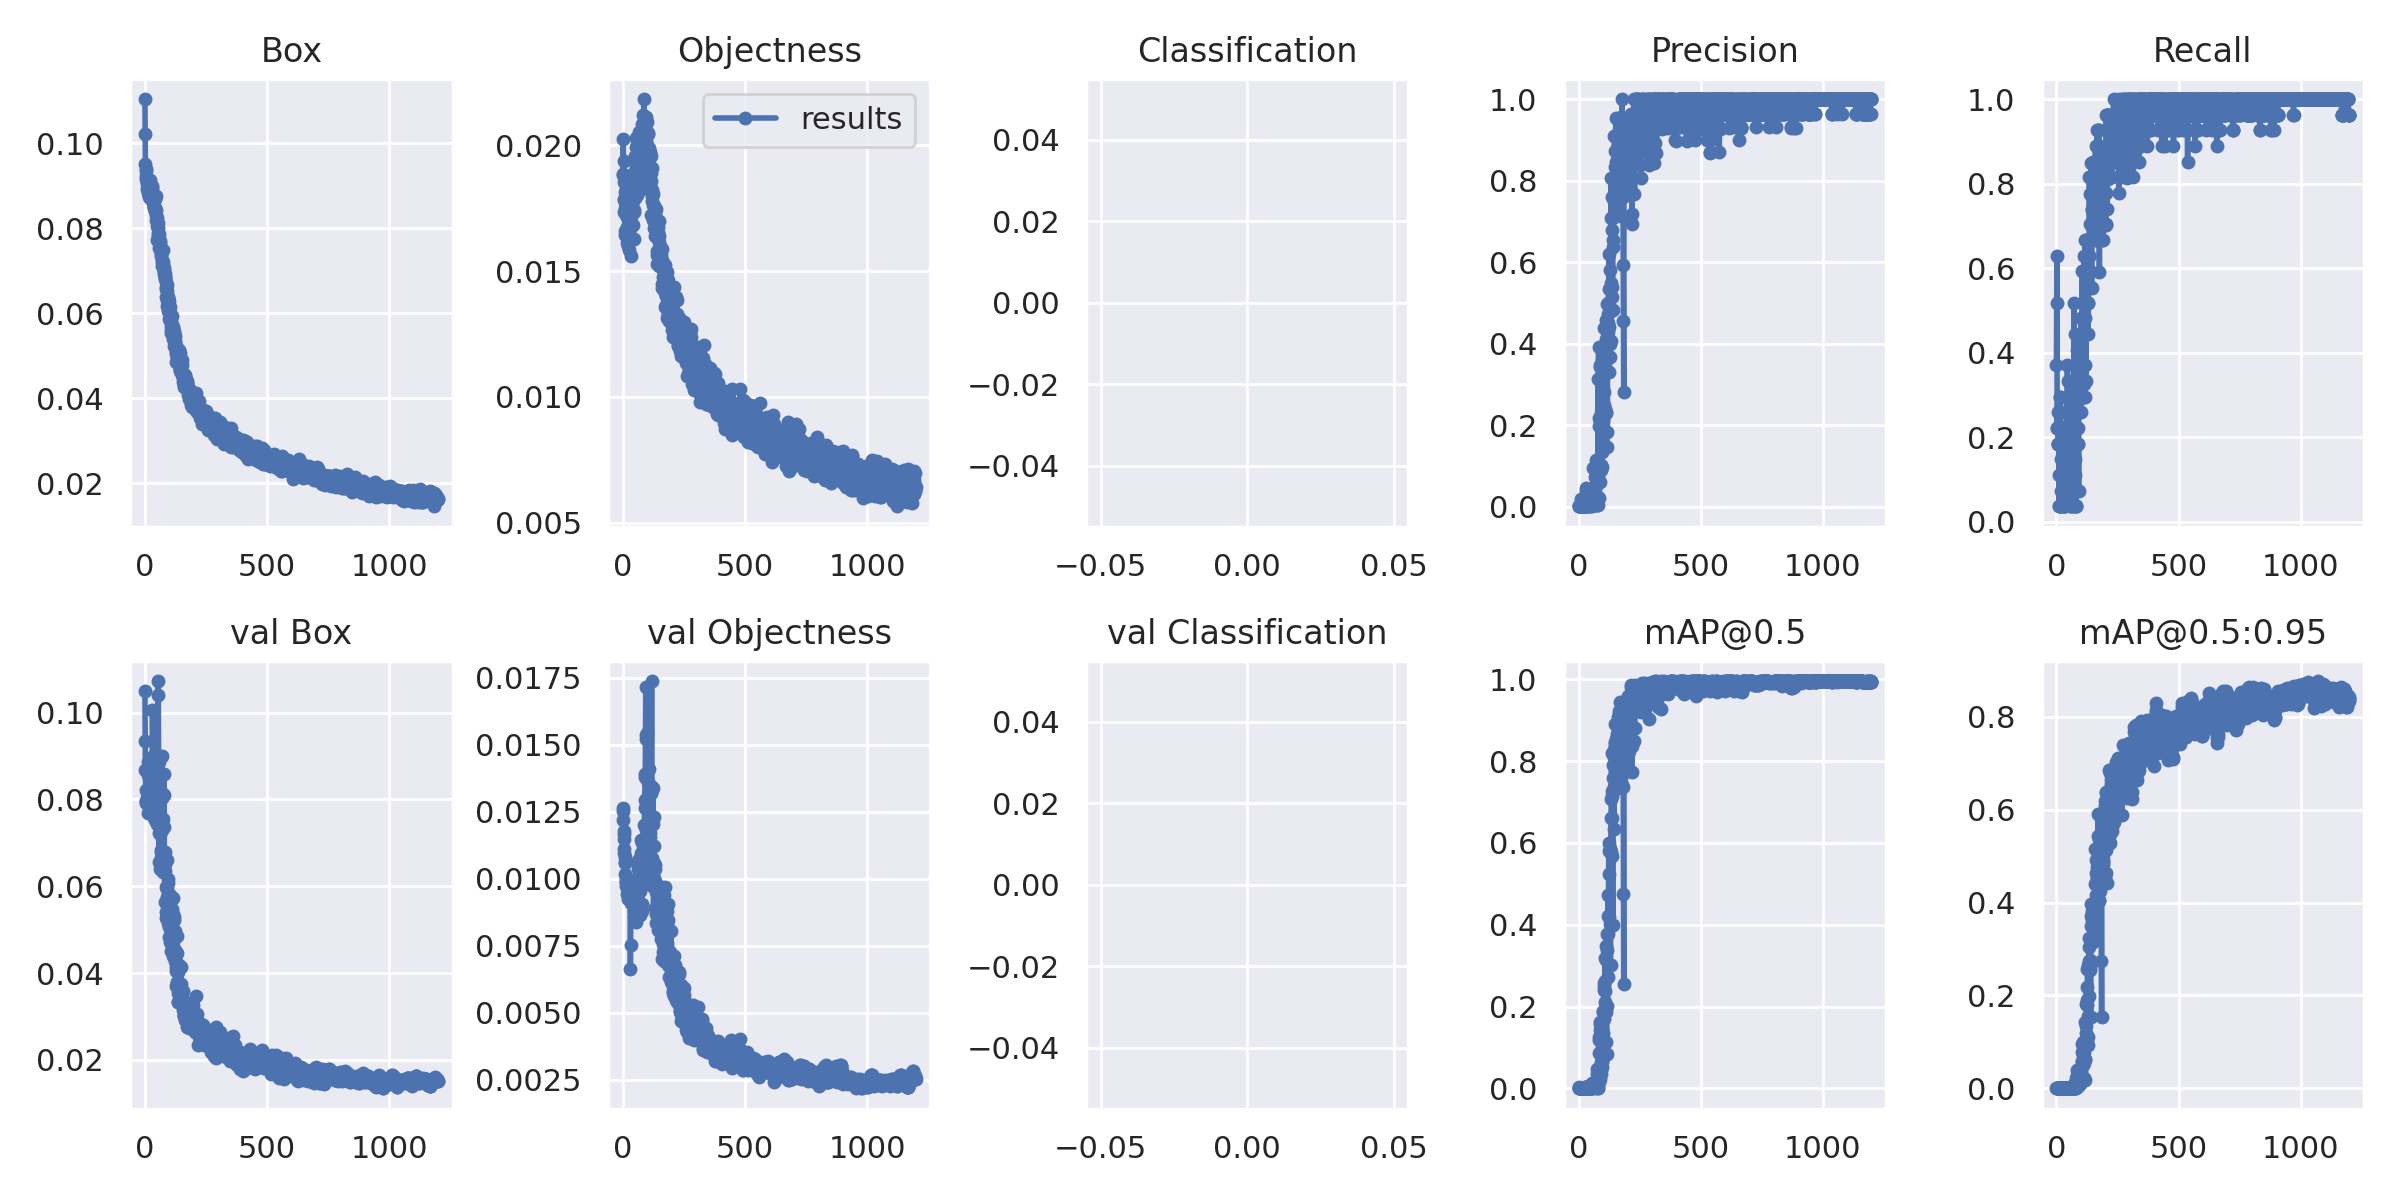 Box
0.10
0.08
0.06
0.04
0.02
0 500 1000
Objectness
results
0.020
0.015
0.010
0.005
0 500 1000
Classification
0.04
0.02
0.00
−0.02
−0.04
−0.05 0.00 0.05
Precision
1.0
0.8
0.6
0.4
0.2
0.0
0 500 1000
Recall
1.0
0.8
0.6
0.4
0.2
0.0
0 500 1000
val Box
0.10
0.08
0.06
0.04
0.02
0 500 1000
val Objectness
0.0175
0.0150
0.0125
0.0100
0.0075
0.0050
0.0025
0 500 1000
val Classification
0.04
0.02
0.00
−0.02
−0.04
−0.05 0.00 0.05
mAP@0.5
1.0
0.8
0.6
0.4
0.2
0.0
0 500 1000
mAP@0.5:0.95
0.8
0.6
0.4
0.2
0.0
0 500 1000